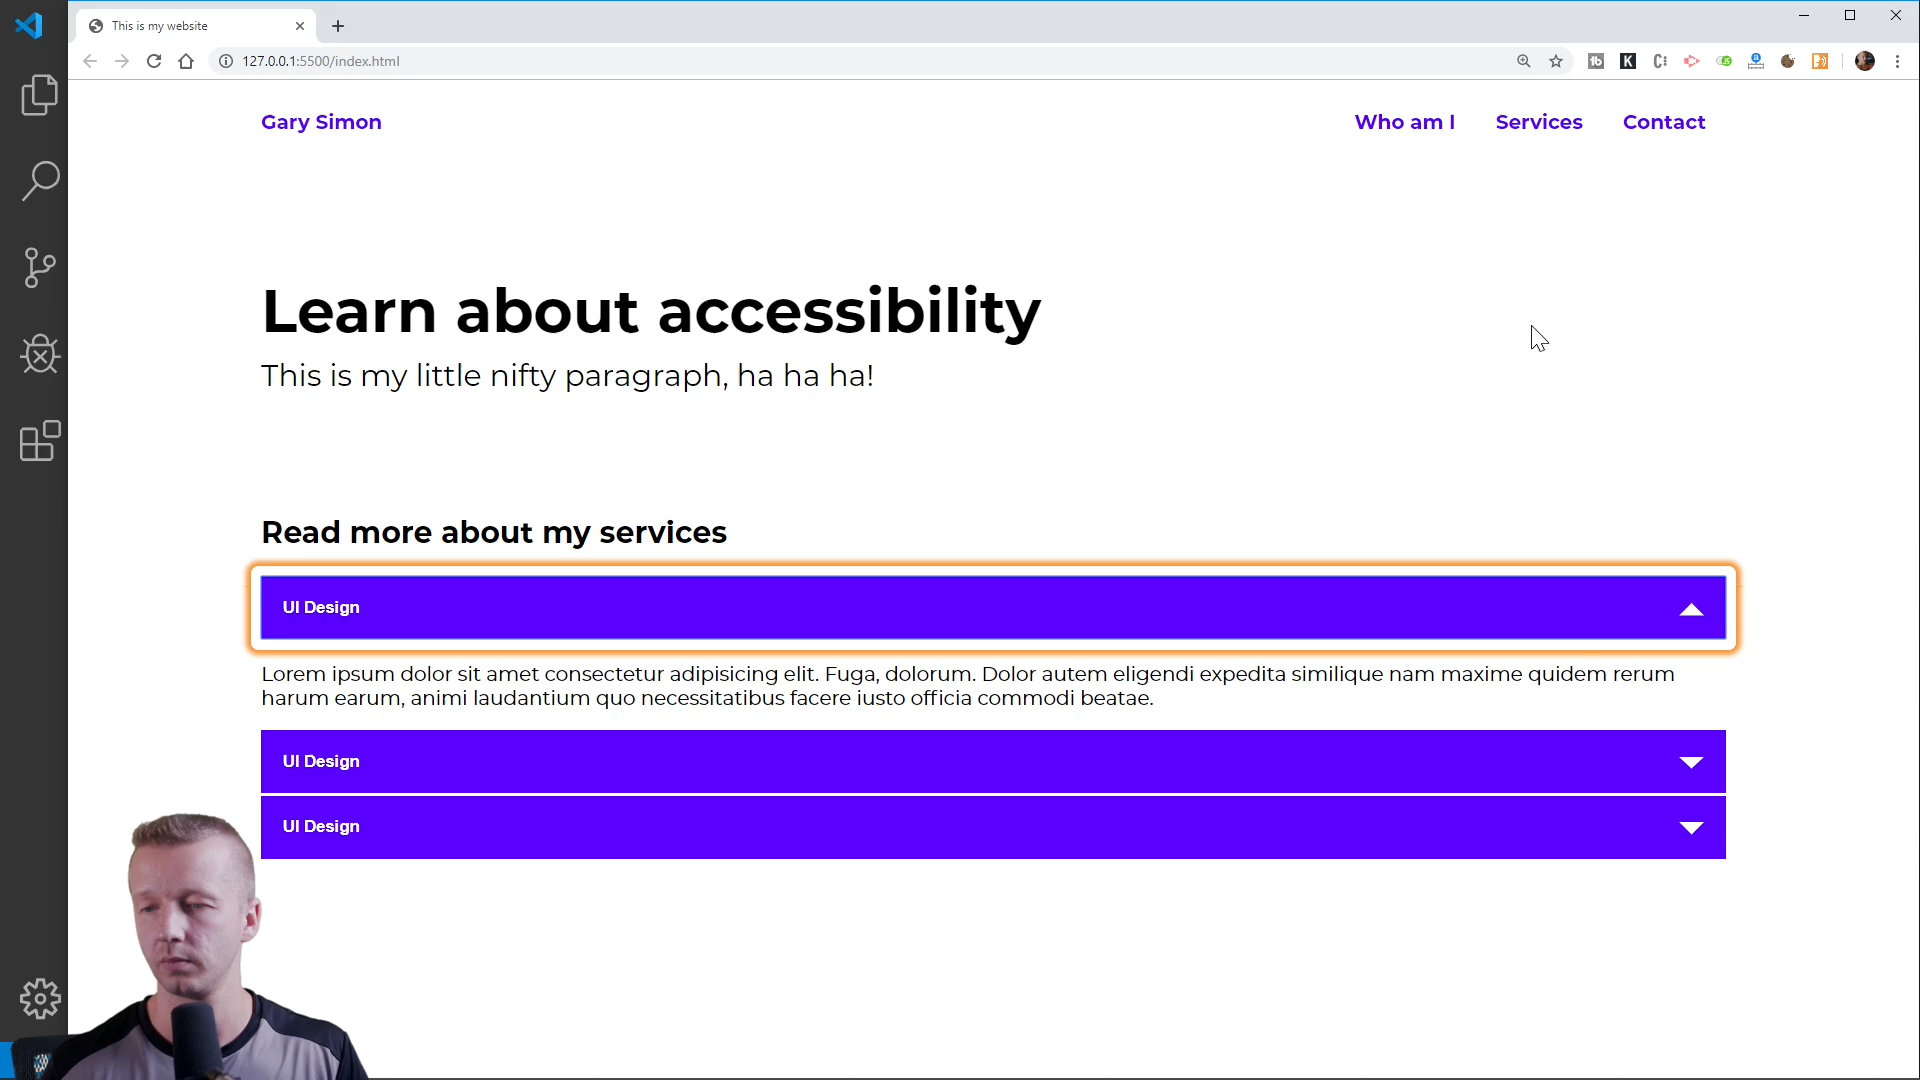 This is my website
127.0.0.1:5500/index.html
Gary Simon
Who am I
Services
Contact
Learn about accessibility
This is my little nifty paragraph, ha ha ha!
Read more about my services
UI Design
Lorem ipsum dolor sit amet consectetur adipisicing elit. Fuga, dolorum. Dolor autem eligendi expedita similique nam maxime quidem rerum
harum earum, animi laudantium quo necessitatibus facere iusto officia commodi beatae.
UI Design
UI Design